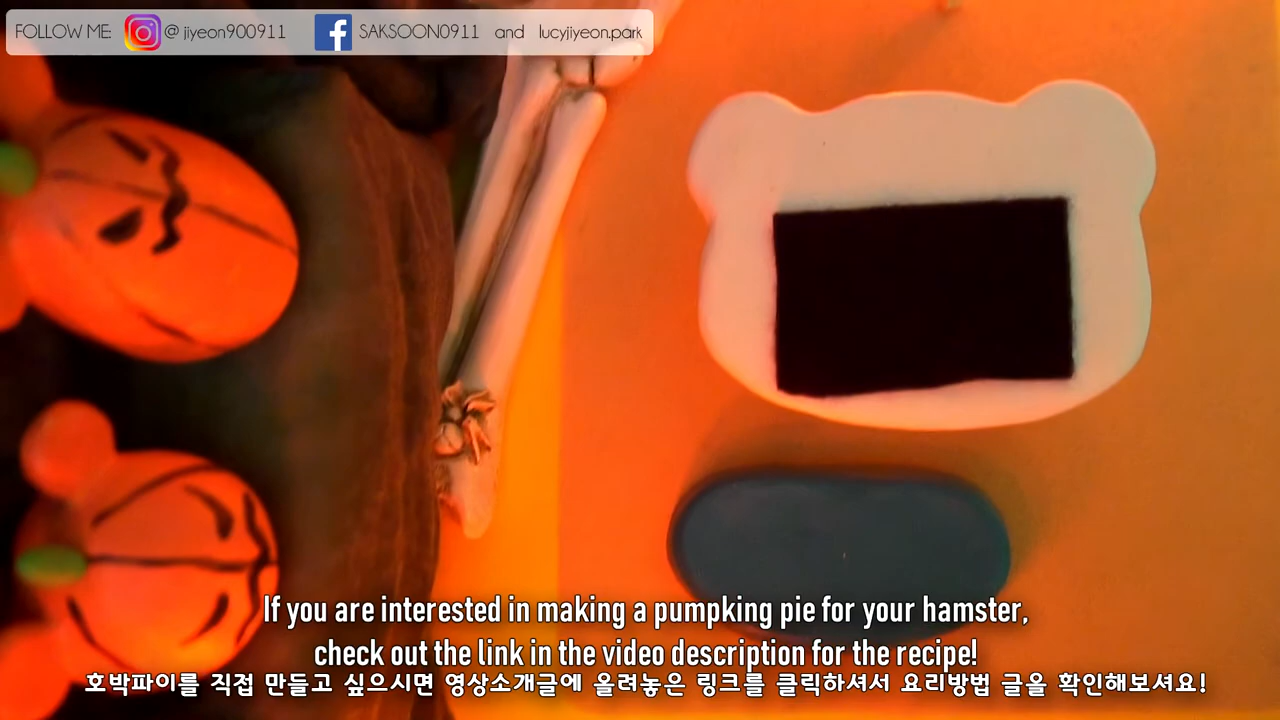 FOLLOW ME: @jiyeon900911 SAKSOON0911 and lucyjiyeon.park
If you are interested in making a pumpking pie for your hamster,
check out the link in the video description for the recipe!
호박파이를 직접 만들고 싶으시면 영상소개글에 올려놓은 링크를 클릭하셔서 요리방법 글을 확인해보셔요!